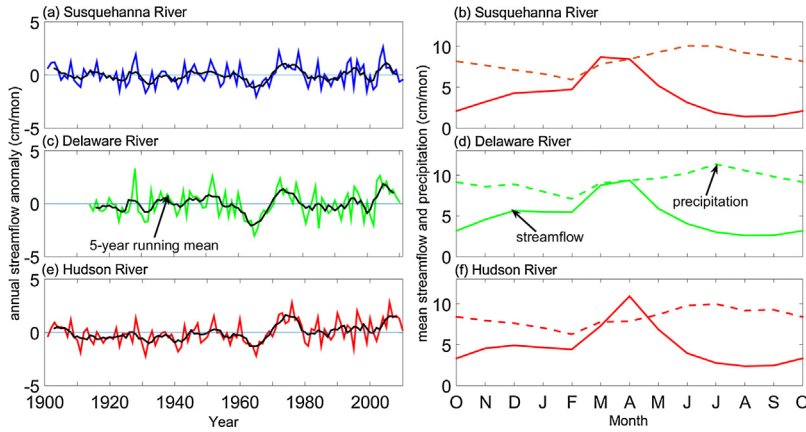 (a) Susquehanna River
(b) Susquehanna River
5
0
-5
10
5
0
(c) Delaware River
(d) Delaware River
5
0
-5
10
5
0
5-year running mean
precipitation
streamflow
(e) Hudson River
(f) Hudson River
5
0
-5
10
5
0
1900 1920 1940 1960 1980 2000
O N D J F M A M J J A S O
Year
Month
annual streamflow anomaly (cm/mon)
mean streamflow and precipitation (cm/mon)